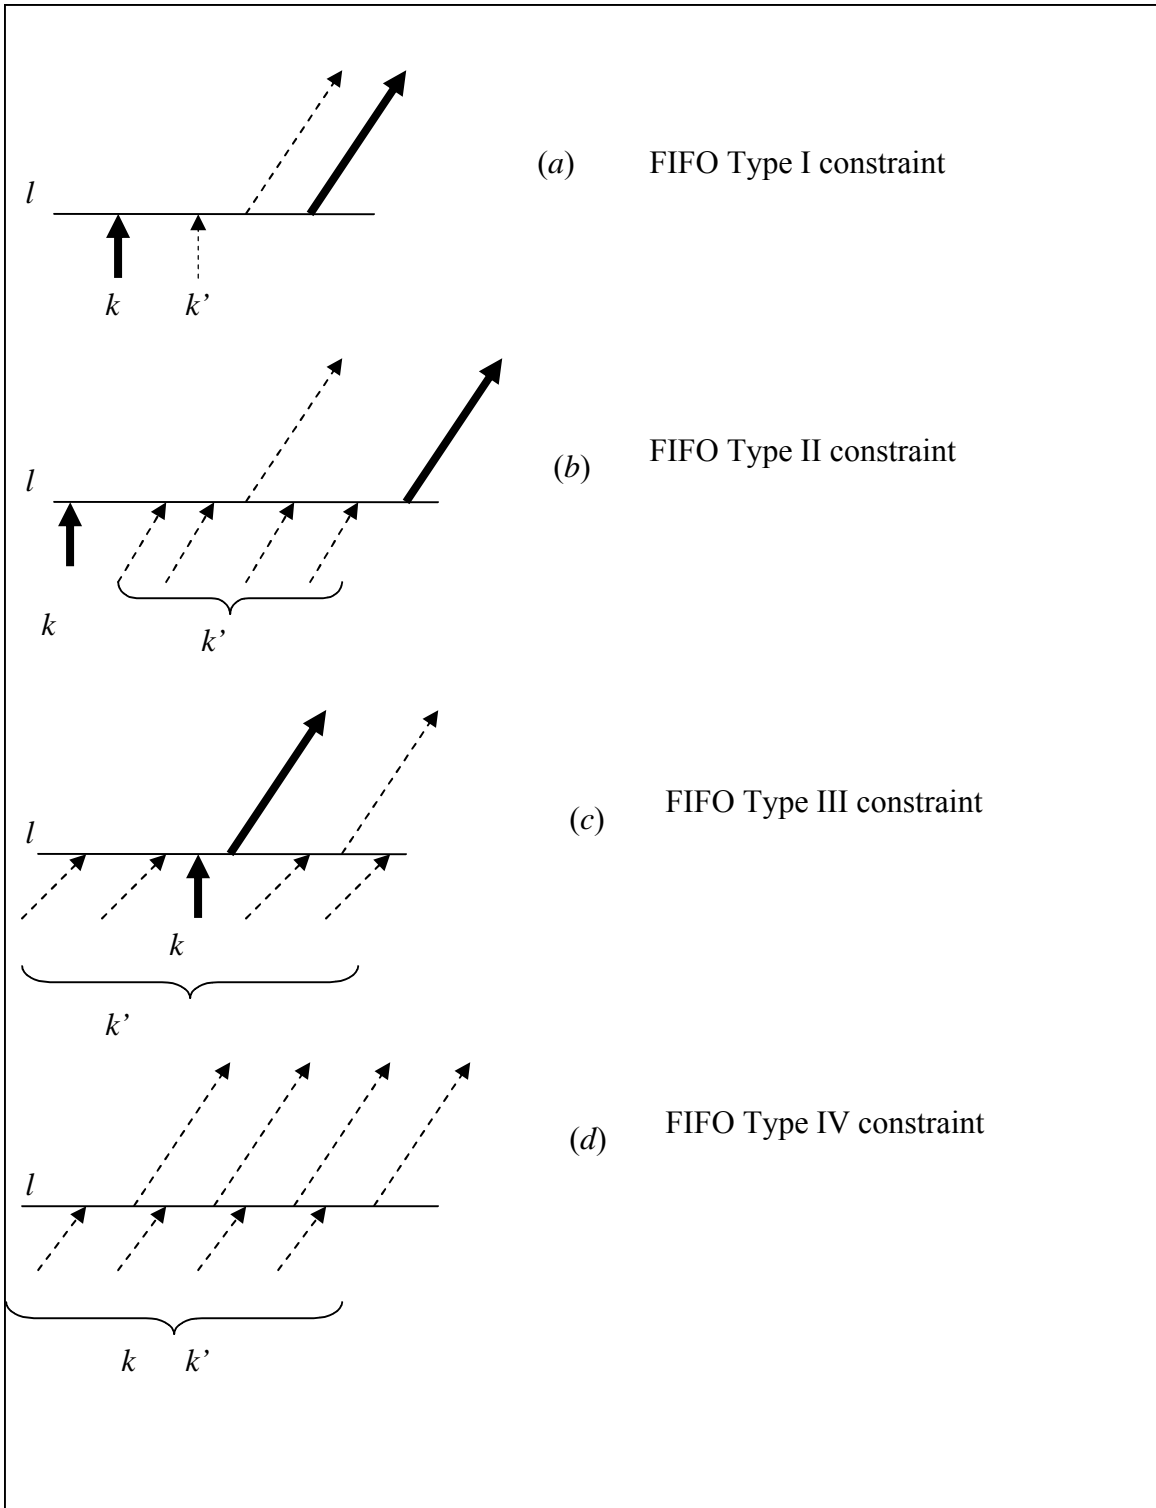 (a) FIFO Type I constraint
l
k k’
(b) FIFO Type II constraint
l
k
k’
(c) FIFO Type III constraint
l
k
k’
(d) FIFO Type IV constraint
l
k k’